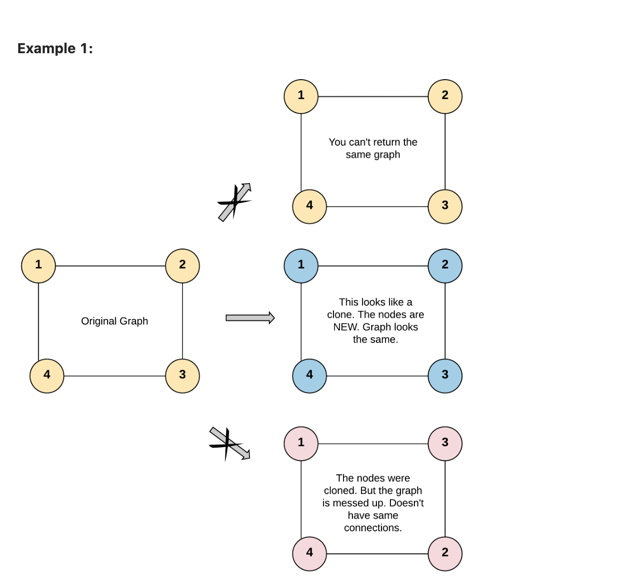 Example 1:
1
2
You can't return the
same graph
4
3
1
2
Original Graph
4
3
1
2
This looks like a
clone. The nodes are
NEW. Graph looks
the same.
4
3
1
3
The nodes were
cloned. But the graph
is messed up. Doesn't
have same
connections.
4
2